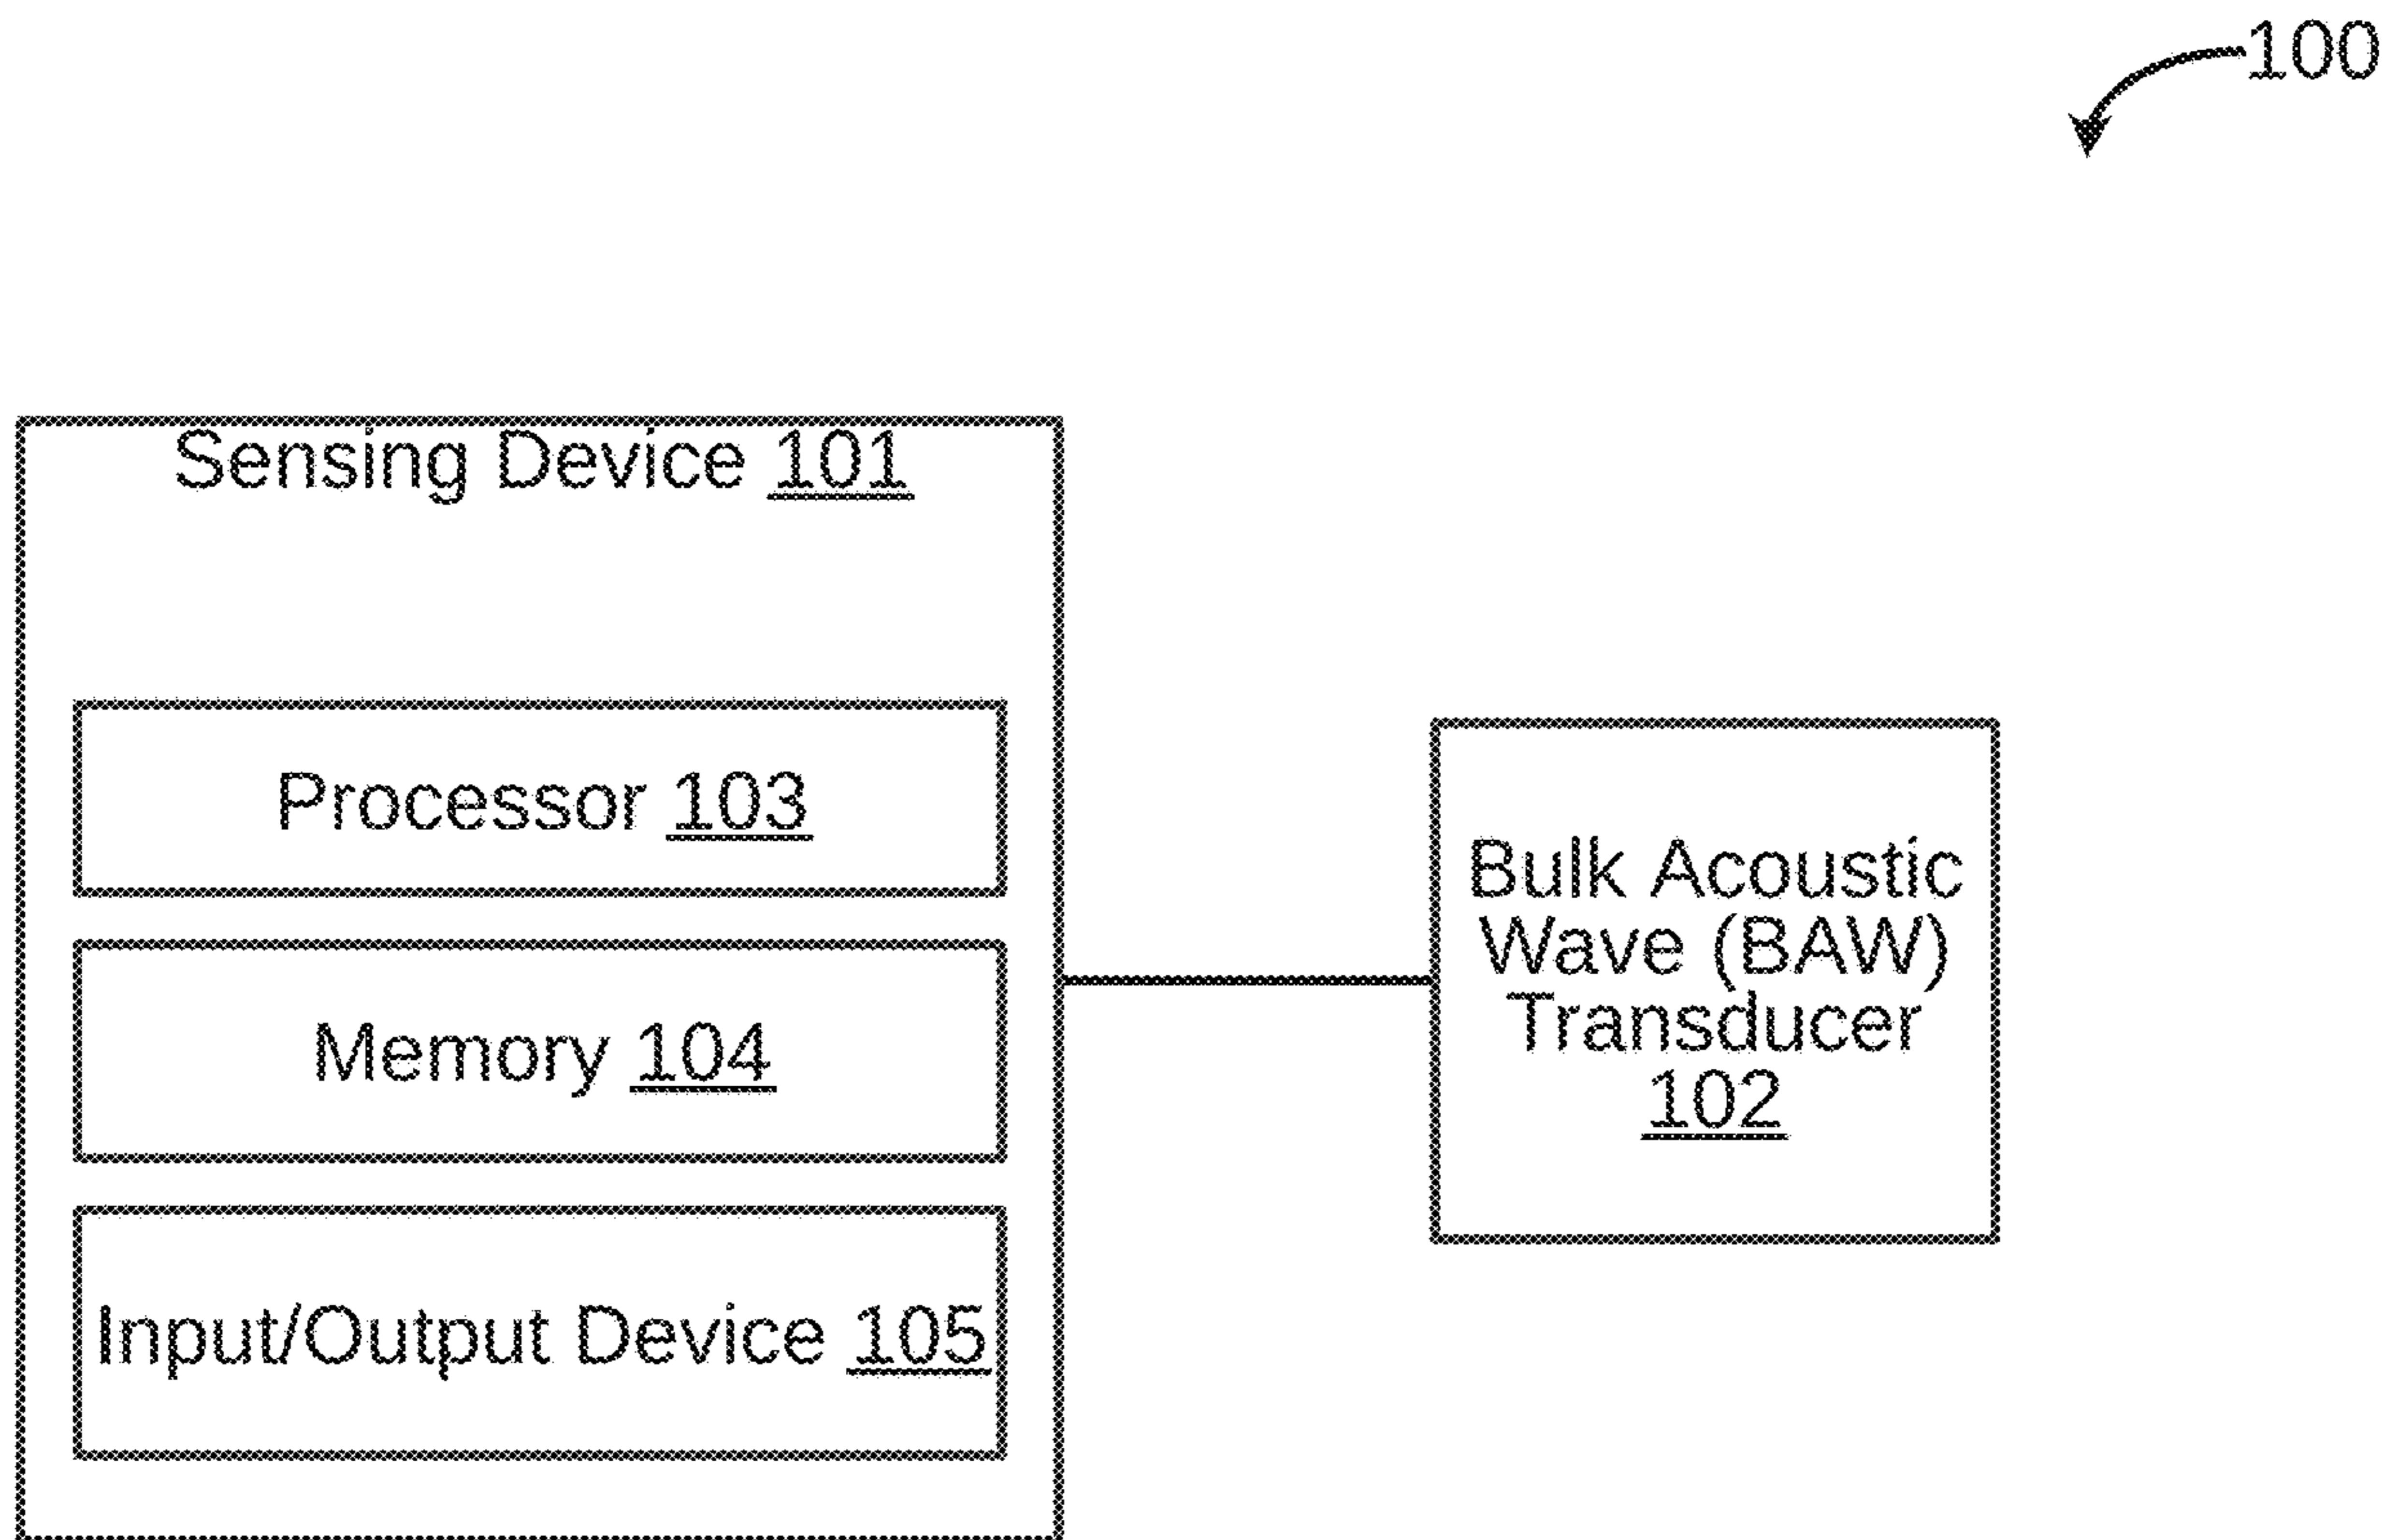 100
Sensing Device 101
Processor 103
Memory 104
Input/Output Device 105
Bulk Acoustic
Wave (BAW)
Transducer
102